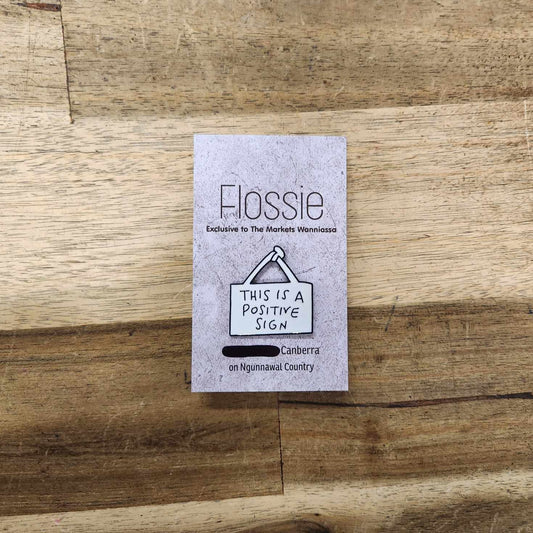 Flossie
Exclusive to The Markets Wanniassa
THIS IS A
POSITIVE
SIGN
Canberra
on Ngunnawal Country